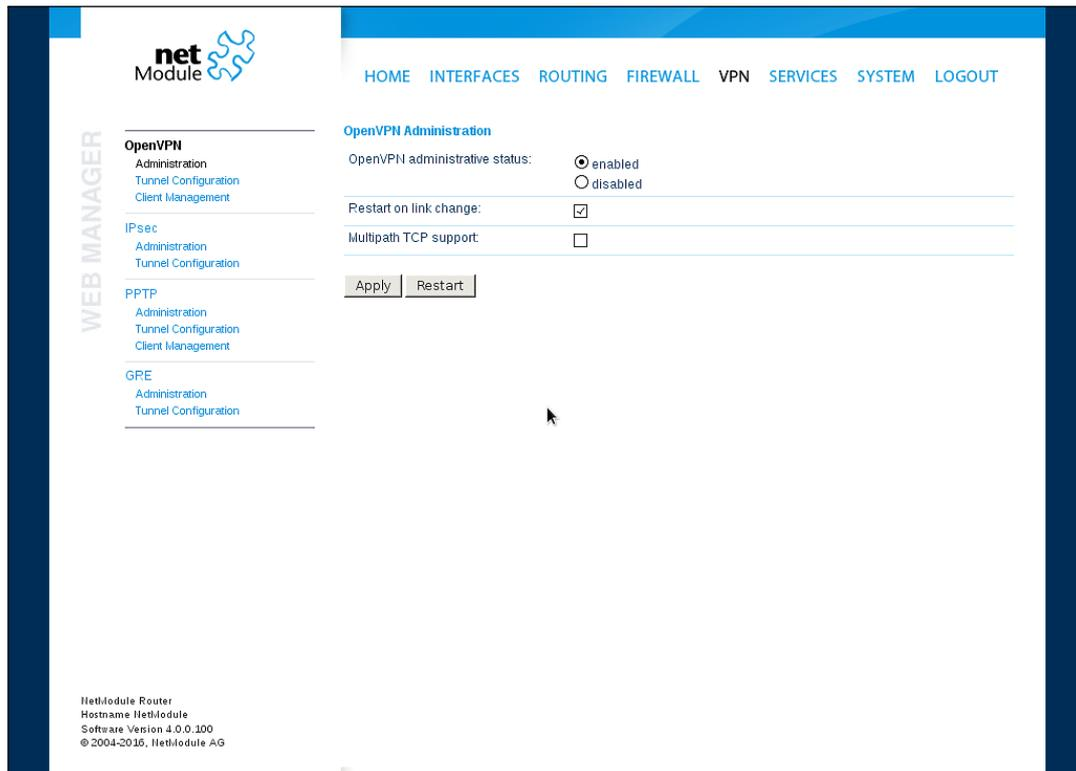 net
Module
HOME INTERFACES ROUTING FIREWALL VPN SERVICES SYSTEM LOGOUT
WEB MANAGER
OpenVPN
Administration
Tunnel Configuration
Client Management
IPsec
Administration
Tunnel Configuration
PPTP
Administration
Tunnel Configuration
Client Management
GRE
Administration
Tunnel Configuration
OpenVPN Administration
OpenVPN administrative status:
enabled
disabled
Restart on link change:
Multipath TCP support:
Apply Restart
NetModule Router
Hostname NetModule
Software Version 4.0.0.100
© 2004-2016, NetModule AG